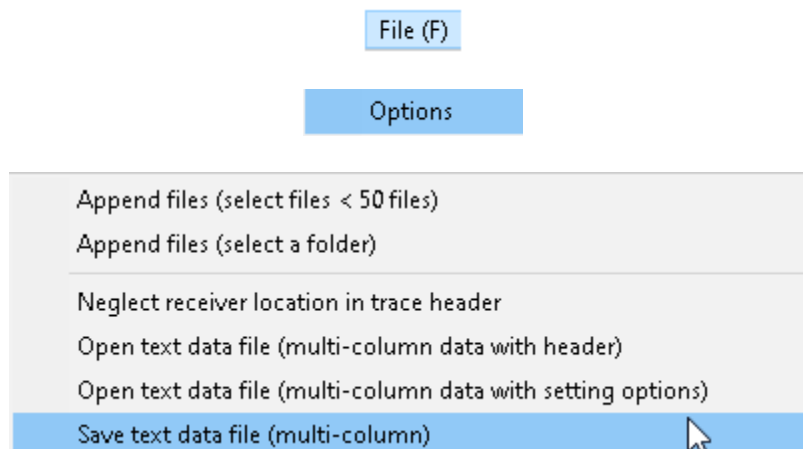 File (F)
Options
Append files (select files < 50 files)
Append files (select a folder)
Neglect receiver location in trace header
Open text data file (multi-column data with header)
Open text data file (multi-column data with setting options)
Save text data file (multi-column)